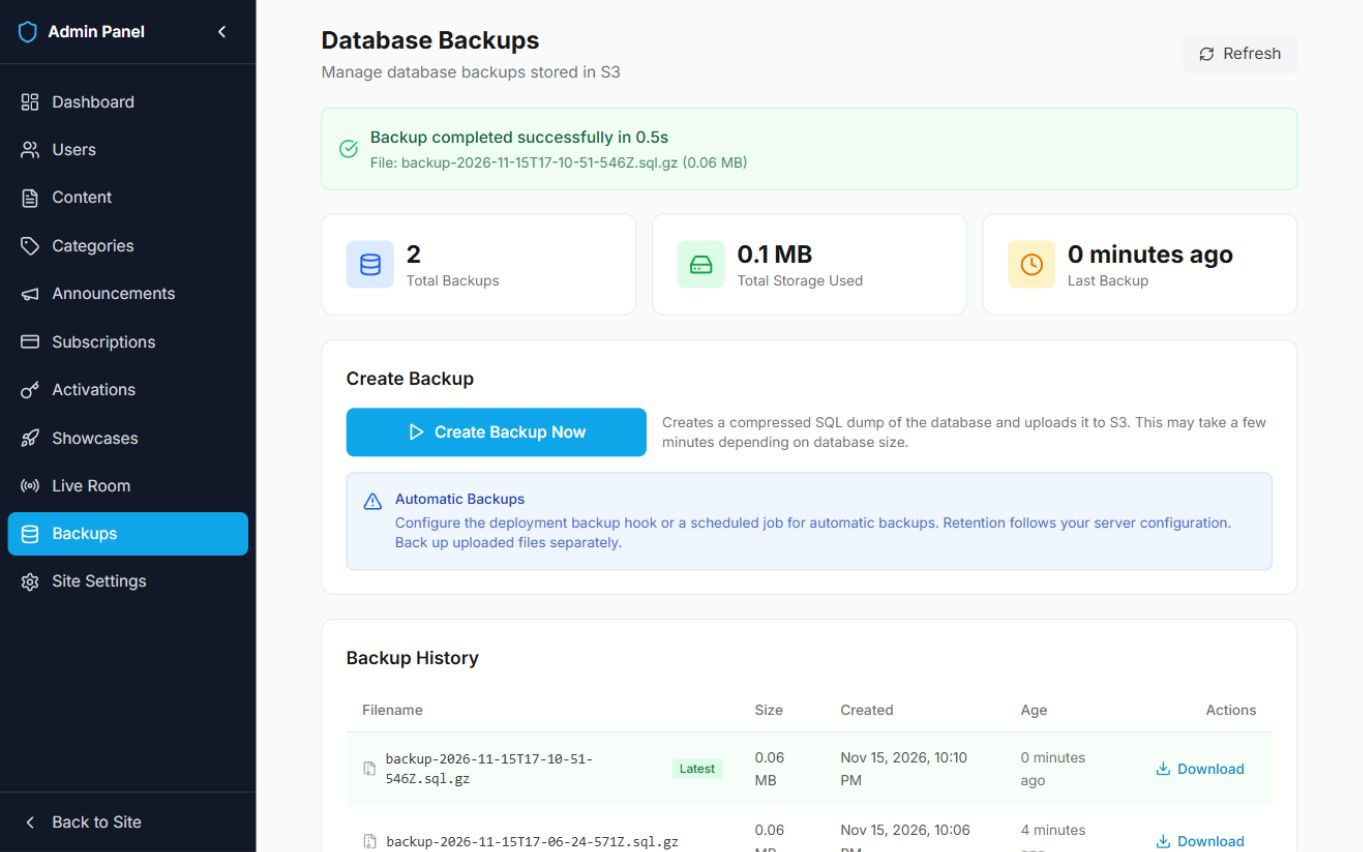 Admin Panel
Dashboard
Users
Content
Categories
Announcements
Subscriptions
Activations
Showcases
Live Room
Backups
Site Settings
Back to Site
Database Backups
Manage database backups stored in S3
Refresh
Backup completed successfully in 0.5s
File: backup-2026-11-15T17-10-51-546Z.sql.gz (0.06 MB)
2
Total Backups
0.1 MB
Total Storage Used
0 minutes ago
Last Backup
Create Backup
Create Backup Now
Creates a compressed SQL dump of the database and uploads it to S3. This may take a few
minutes depending on database size.
Automatic Backups
Configure the deployment backup hook or a scheduled job for automatic backups. Retention follows your server configuration.
Back up uploaded files separately.
Backup History
Filename Size Created Age Actions
backup-2026-11-15T17-10-51-
546Z.sql.gz
Latest
0.06
MB
Nov 15, 2026, 10:10
PM
0 minutes
ago
Download
backup-2026-11-15T17-06-24-571Z.sql.gz
0.06
MB
Nov 15, 2026, 10:06
PM
4 minutes
Download